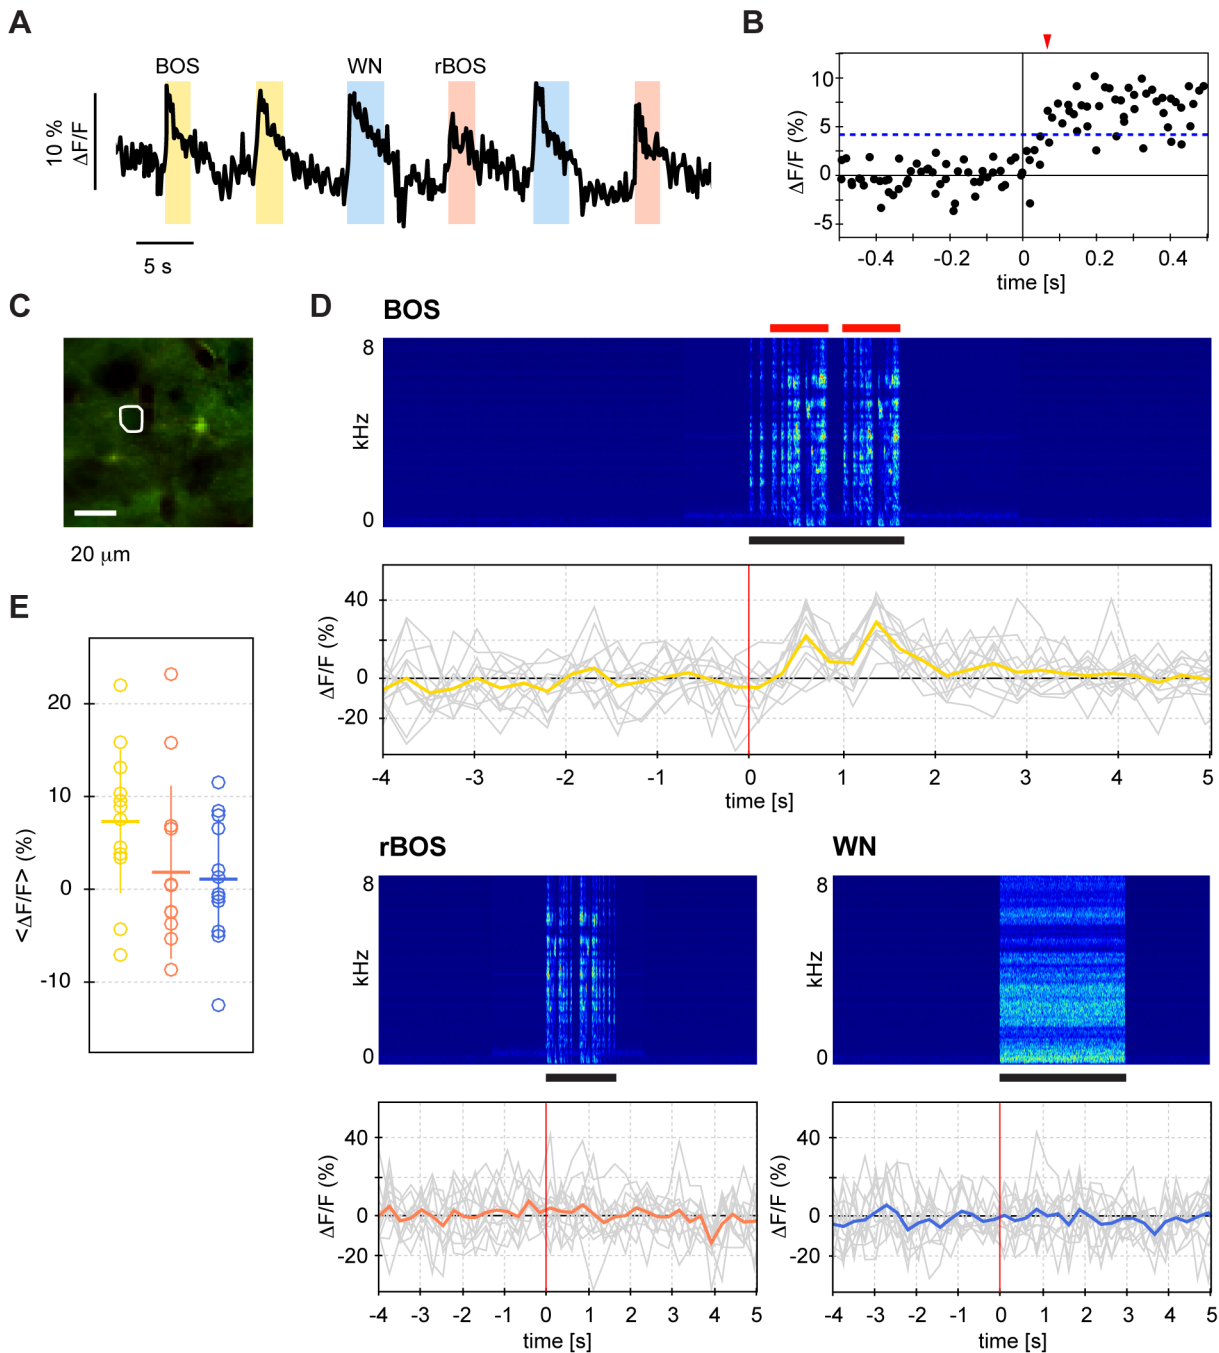 A
BOS
WN
rBOS
10 %
ΔF/F
5 s
B
ΔF/F (%)
10
5
0
-5
-0.4
-0.2
0
0.2
0.4
time [s]
C
20 μm
D
BOS
8
kHz
0
ΔF/F (%)
40
0
-20
-4
-3
-2
-1
0
1
2
3
4
5
time [s]
E
<ΔF/F> (%)
20
10
0
-10
rBOS
8
kHz
0
ΔF/F (%)
40
0
-20
-4
-3
-2
-1
0
1
2
3
4
5
time [s]
WN
8
kHz
0
ΔF/F (%)
40
0
-20
-4
-3
-2
-1
0
1
2
3
4
5
time [s]